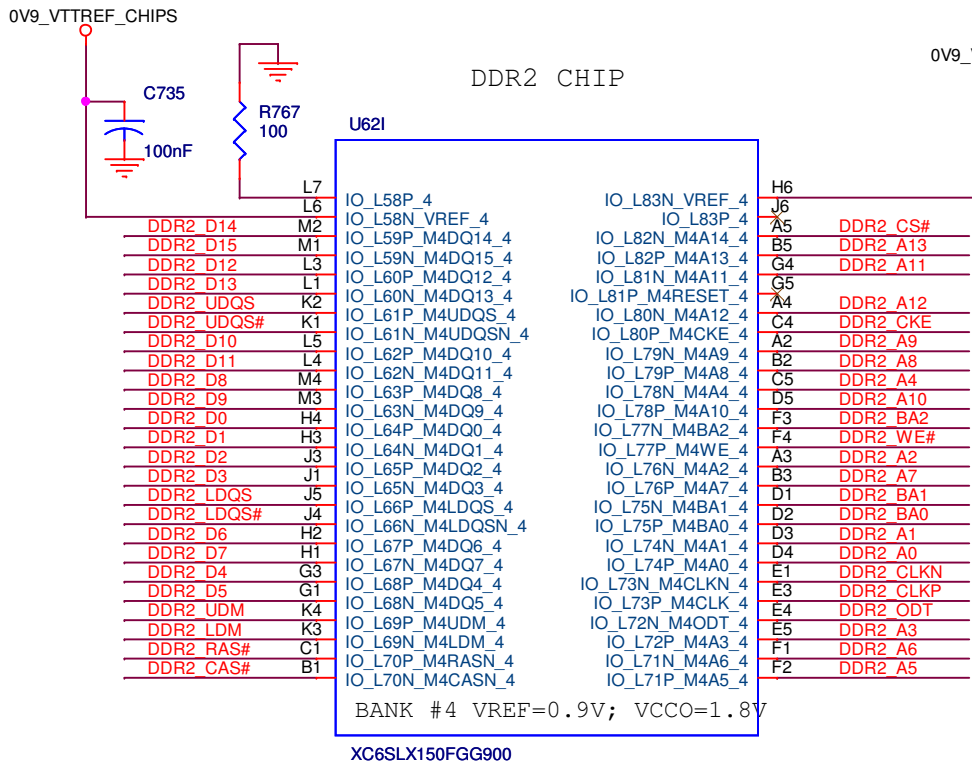 0V9_VTTREF_CHIPS
0V9_
DDR2 CHIP
C735
100nF
R767
100
U62I
L7 IO_L58P_4 IO_L83N_VREF_4 H6
L6 IO_L58N_VREF_4 IO_L83P_4 J6
DDR2_D14 M2 IO_L59P_M4DQ14_4 IO_L82N_M4A14_4 A5 DDR2_CS#
DDR2_D15 M1 IO_L59N_M4DQ15_4 IO_L82P_M4A13_4 B5 DDR2_A13
DDR2_D12 L3 IO_L60P_M4DQ12_4 IO_L81N_M4A11_4 G4 DDR2_A11
DDR2_D13 L1 IO_L60N_M4DQ13_4 IO_L81P_M4RESET_4 G5
DDR2_UDQS K2 IO_L61P_M4UDQS_4 IO_L80N_M4A12_4 A4 DDR2_A12
DDR2_UDQS# K1 IO_L61N_M4UDQSN_4 IO_L80P_M4CKE_4 C4 DDR2_CKE
DDR2_D10 L5 IO_L62P_M4DQ10_4 IO_L79N_M4A9_4 A2 DDR2_A9
DDR2_D11 L4 IO_L62N_M4DQ11_4 IO_L79P_M4A8_4 B2 DDR2_A8
DDR2_D8 M4 IO_L63P_M4DQ8_4 IO_L78N_M4A4_4 C5 DDR2_A4
DDR2_D9 M3 IO_L63N_M4DQ9_4 IO_L78P_M4A10_4 D5 DDR2_A10
DDR2_D0 H4 IO_L64P_M4DQ0_4 IO_L77N_M4BA2_4 F3 DDR2_BA2
DDR2_D1 H3 IO_L64N_M4DQ1_4 IO_L77P_M4WE_4 F4 DDR2_WE#
DDR2_D2 J3 IO_L65P_M4DQ2_4 IO_L76N_M4A2_4 A3 DDR2_A2
DDR2_D3 J1 IO_L65N_M4DQ3_4 IO_L76P_M4A7_4 B3 DDR2_A7
DDR2_LDQS J5 IO_L66P_M4LDQS_4 IO_L75N_M4BA1_4 D1 DDR2_BA1
DDR2_LDQS# J4 IO_L66N_M4LDQSN_4 IO_L75P_M4BA0_4 D2 DDR2_BA0
DDR2_D6 H2 IO_L67P_M4DQ6_4 IO_L74N_M4A1_4 D3 DDR2_A1
DDR2_D7 H1 IO_L67N_M4DQ7_4 IO_L74P_M4A0_4 D4 DDR2_A0
DDR2_D4 G3 IO_L68P_M4DQ4_4 IO_L73N_M4CLKN_4 E1 DDR2_CLKN
DDR2_D5 G1 IO_L68N_M4DQ5_4 IO_L73P_M4CLK_4 E3 DDR2_CLKP
DDR2_UDM K4 IO_L69P_M4UDM_4 IO_L72N_M4ODT_4 E4 DDR2_ODT
DDR2_LDM K3 IO_L69N_M4LDM_4 IO_L72P_M4A3_4 E5 DDR2_A3
DDR2_RAS# C1 IO_L70P_M4RASN_4 IO_L71N_M4A6_4 F1 DDR2_A6
DDR2_CAS# B1 IO_L70N_M4CASN_4 IO_L71P_M4A5_4 F2 DDR2_A5
BANK #4 VREF=0.9V; VCCO=1.8V
XC6SLX150FGG900